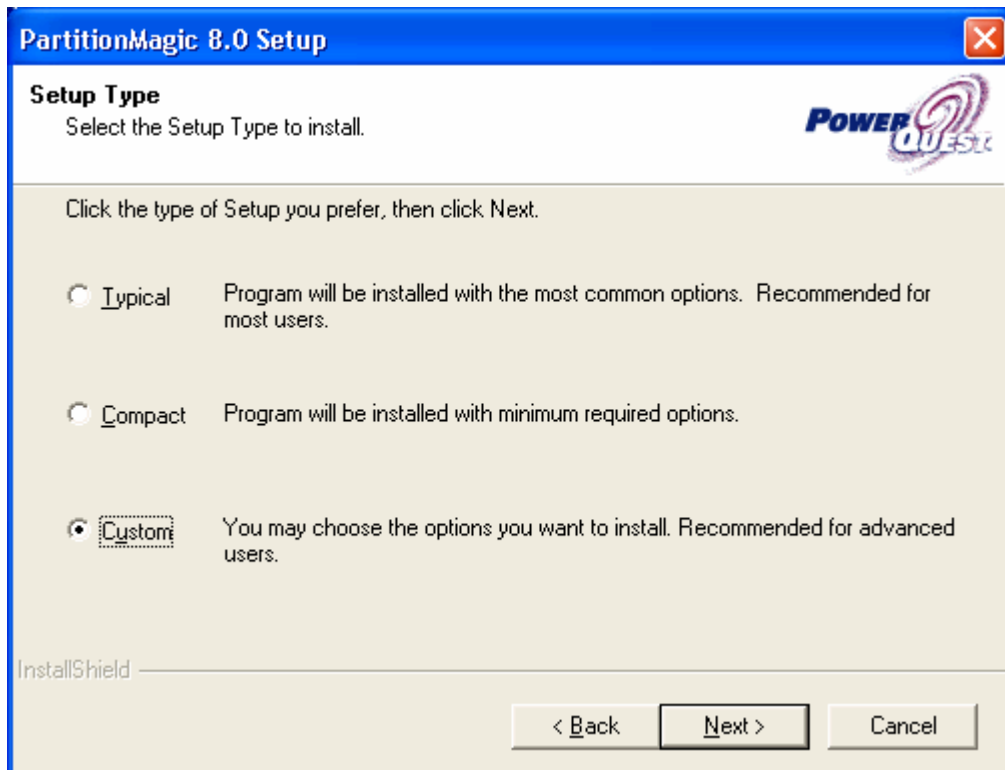 PartitionMagic 8.0 Setup
Setup Type
Select the Setup Type to install.
POWERQUEST
Click the type of Setup you prefer, then click Next.
Typical
Program will be installed with the most common options. Recommended for
most users.
Compact
Program will be installed with minimum required options.
Custom
You may choose the options you want to install. Recommended for advanced
users.
InstallShield
< Back
Next >
Cancel